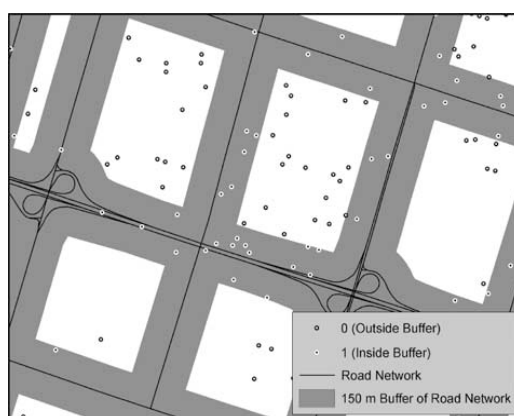 0 (Outside Buffer)
1 (Inside Buffer)
Road Network
150 m Buffer of Road Network